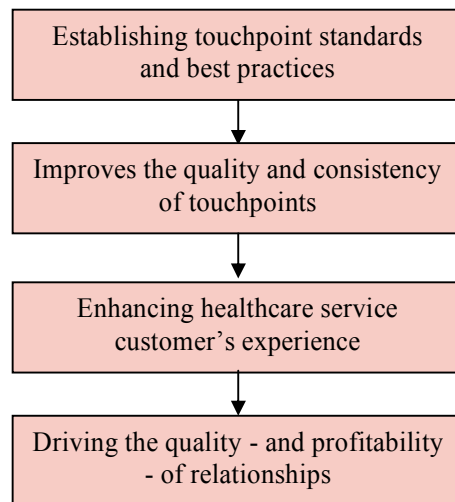 Establishing touchpoint standards
and best practices
Improves the quality and consistency
of touchpoints
Enhancing healthcare service
customer’s experience
Driving the quality - and profitability
- of relationships